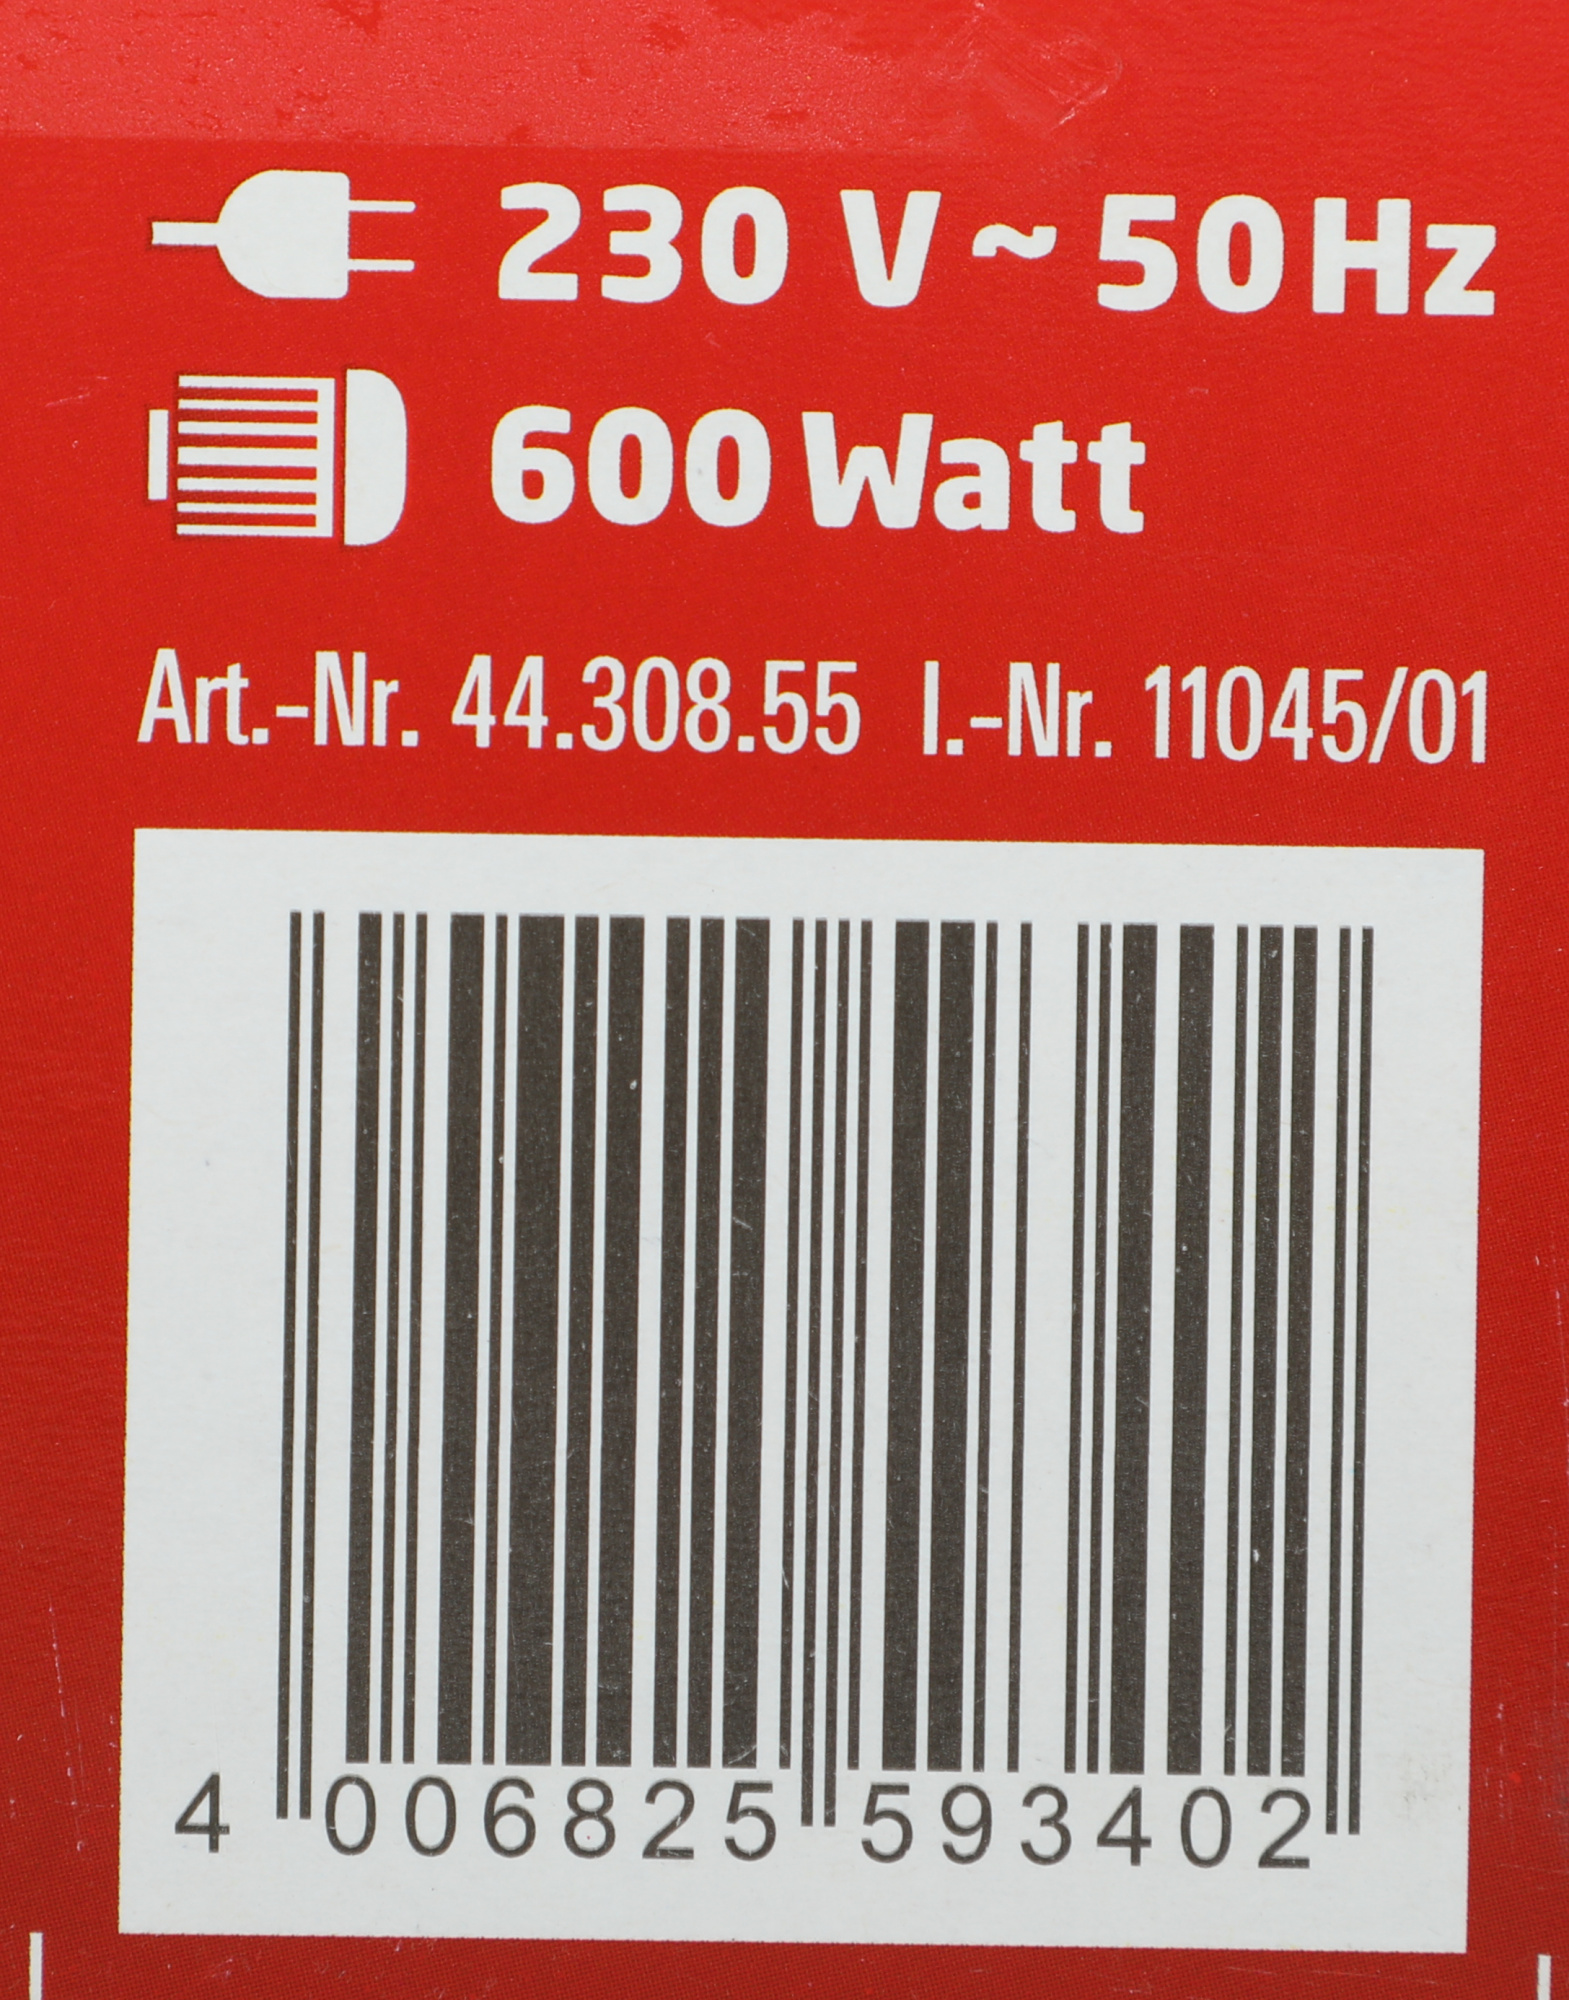 230 V ~ 50 Hz
600 Watt
Art.-Nr. 44.308.55 I.-Nr. 11045/01
4 006825 593402